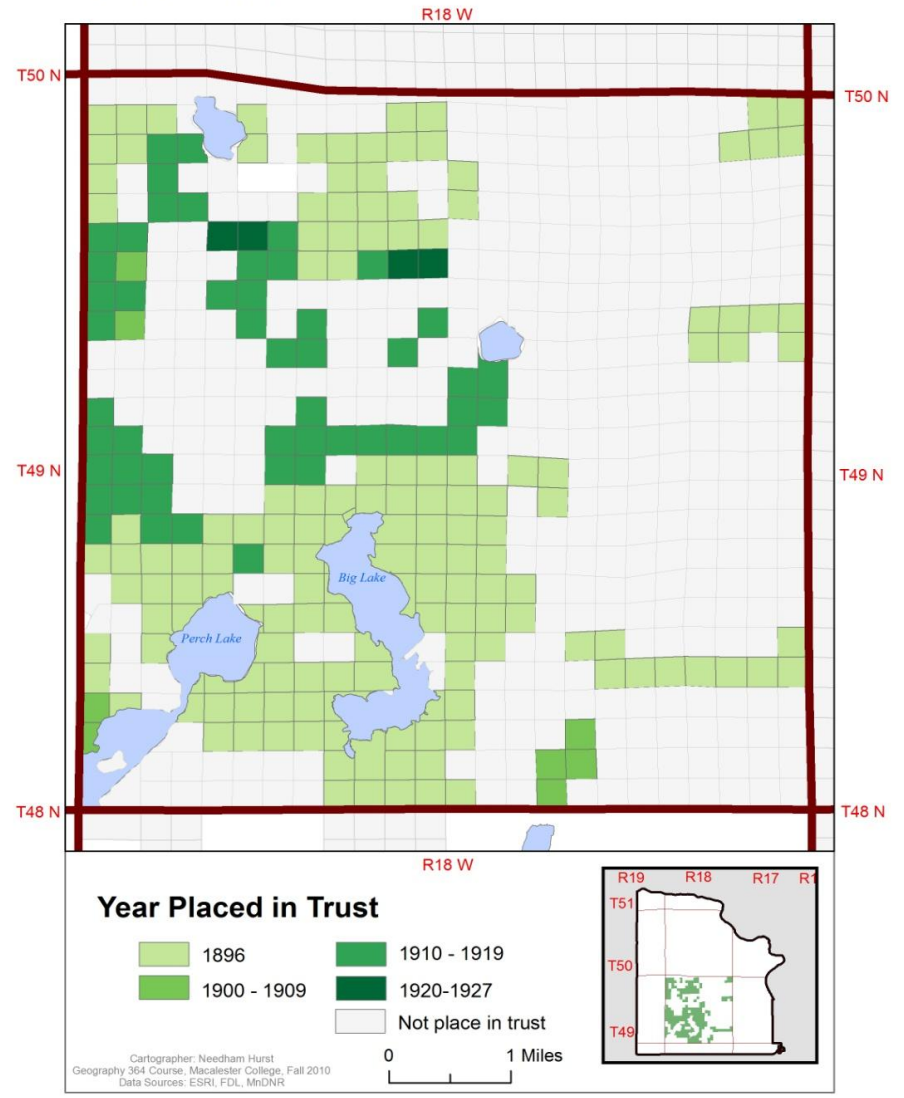 R18 W
T50 N
T50 N
T49 N
T49 N
Big Lake
Perch Lake
T48 N
T48 N
R18 W
Year Placed in Trust
1896
1900 - 1909
1910 - 1919
1920-1927
Not place in trust
R19 R18 R17 R1
T51
T50
T49
Cartographer: Needham Hurst
Geography 364 Course, Macalester College, Fall 2010
Data Sources: ESRI, FDL, MnDNR
0 1 Miles